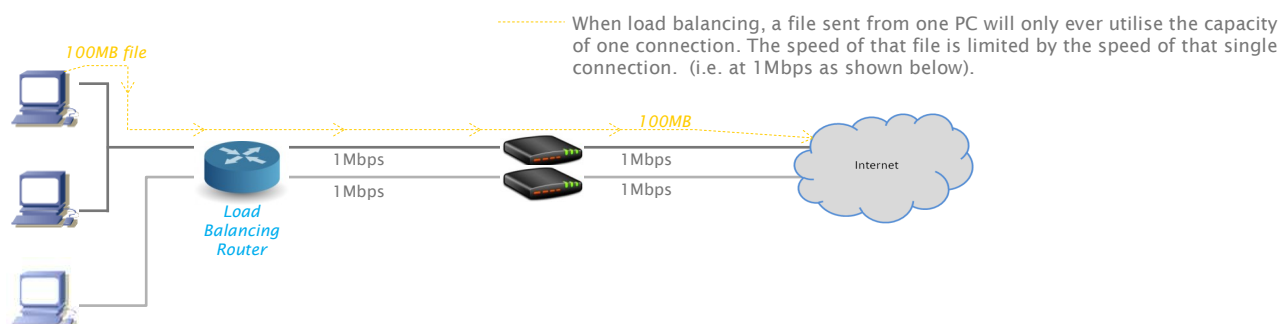 When load balancing, a file sent from one PC will only ever utilise the capacity
of one connection. The speed of that file is limited by the speed of that single
connection.  (i.e. at 1Mbps as shown below).
100MB file
100MB
1Mbps
1Mbps
Internet
1Mbps
1Mbps
Load
Balancing
Router